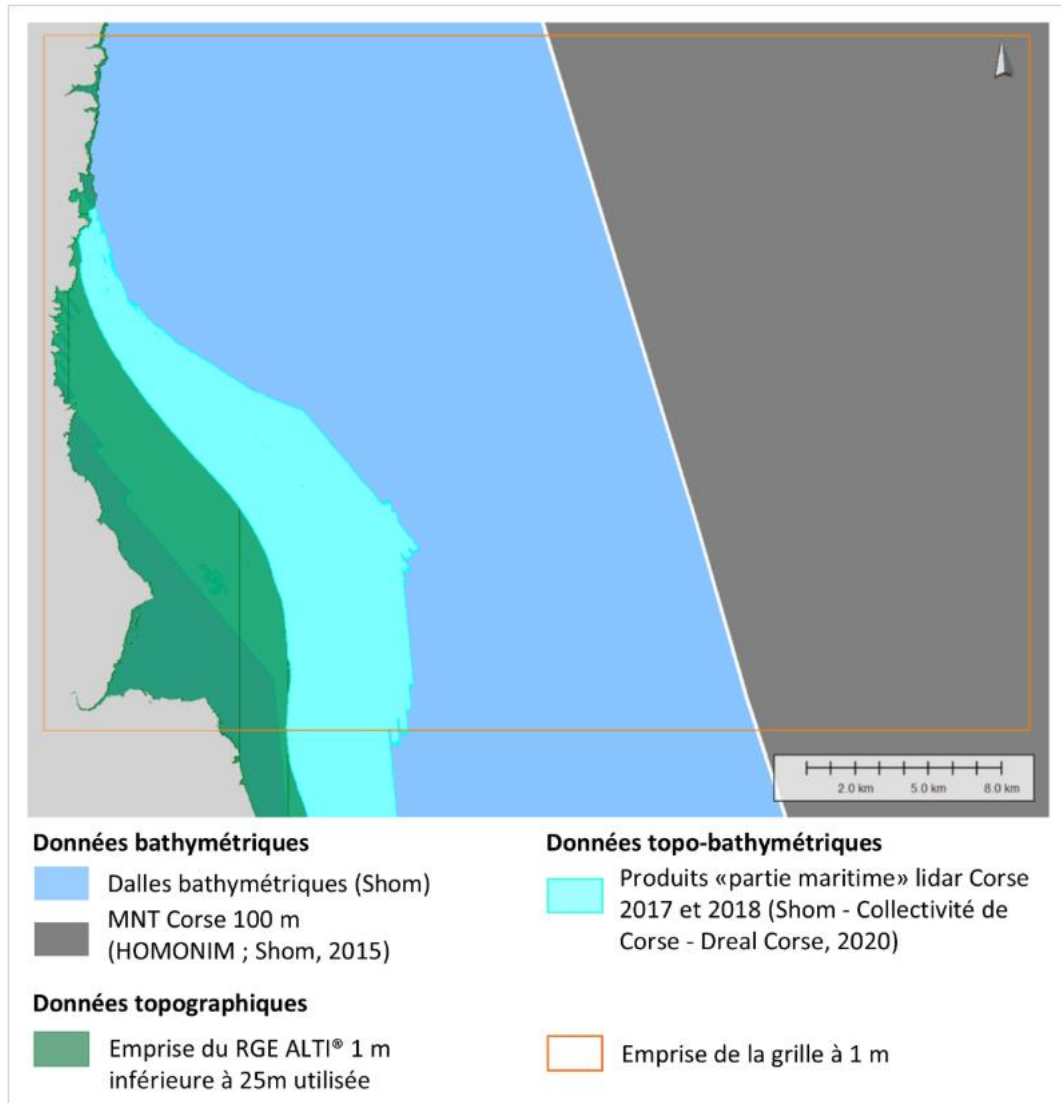 2.0 km 5.0 km 8.0 km
Données bathymétriques
Dalles bathymétriques (Shom)
MNT Corse 100 m
(HOMONIM ; Shom, 2015)
Données topographiques
Emprise du RGE ALTI® 1 m
inférieure à 25m utilisée
Données topo-bathymétriques
Produits «partie maritime» lidar Corse
2017 et 2018 (Shom - Collectivité de
Corse - Dreal Corse, 2020)
Emprise de la grille à 1 m